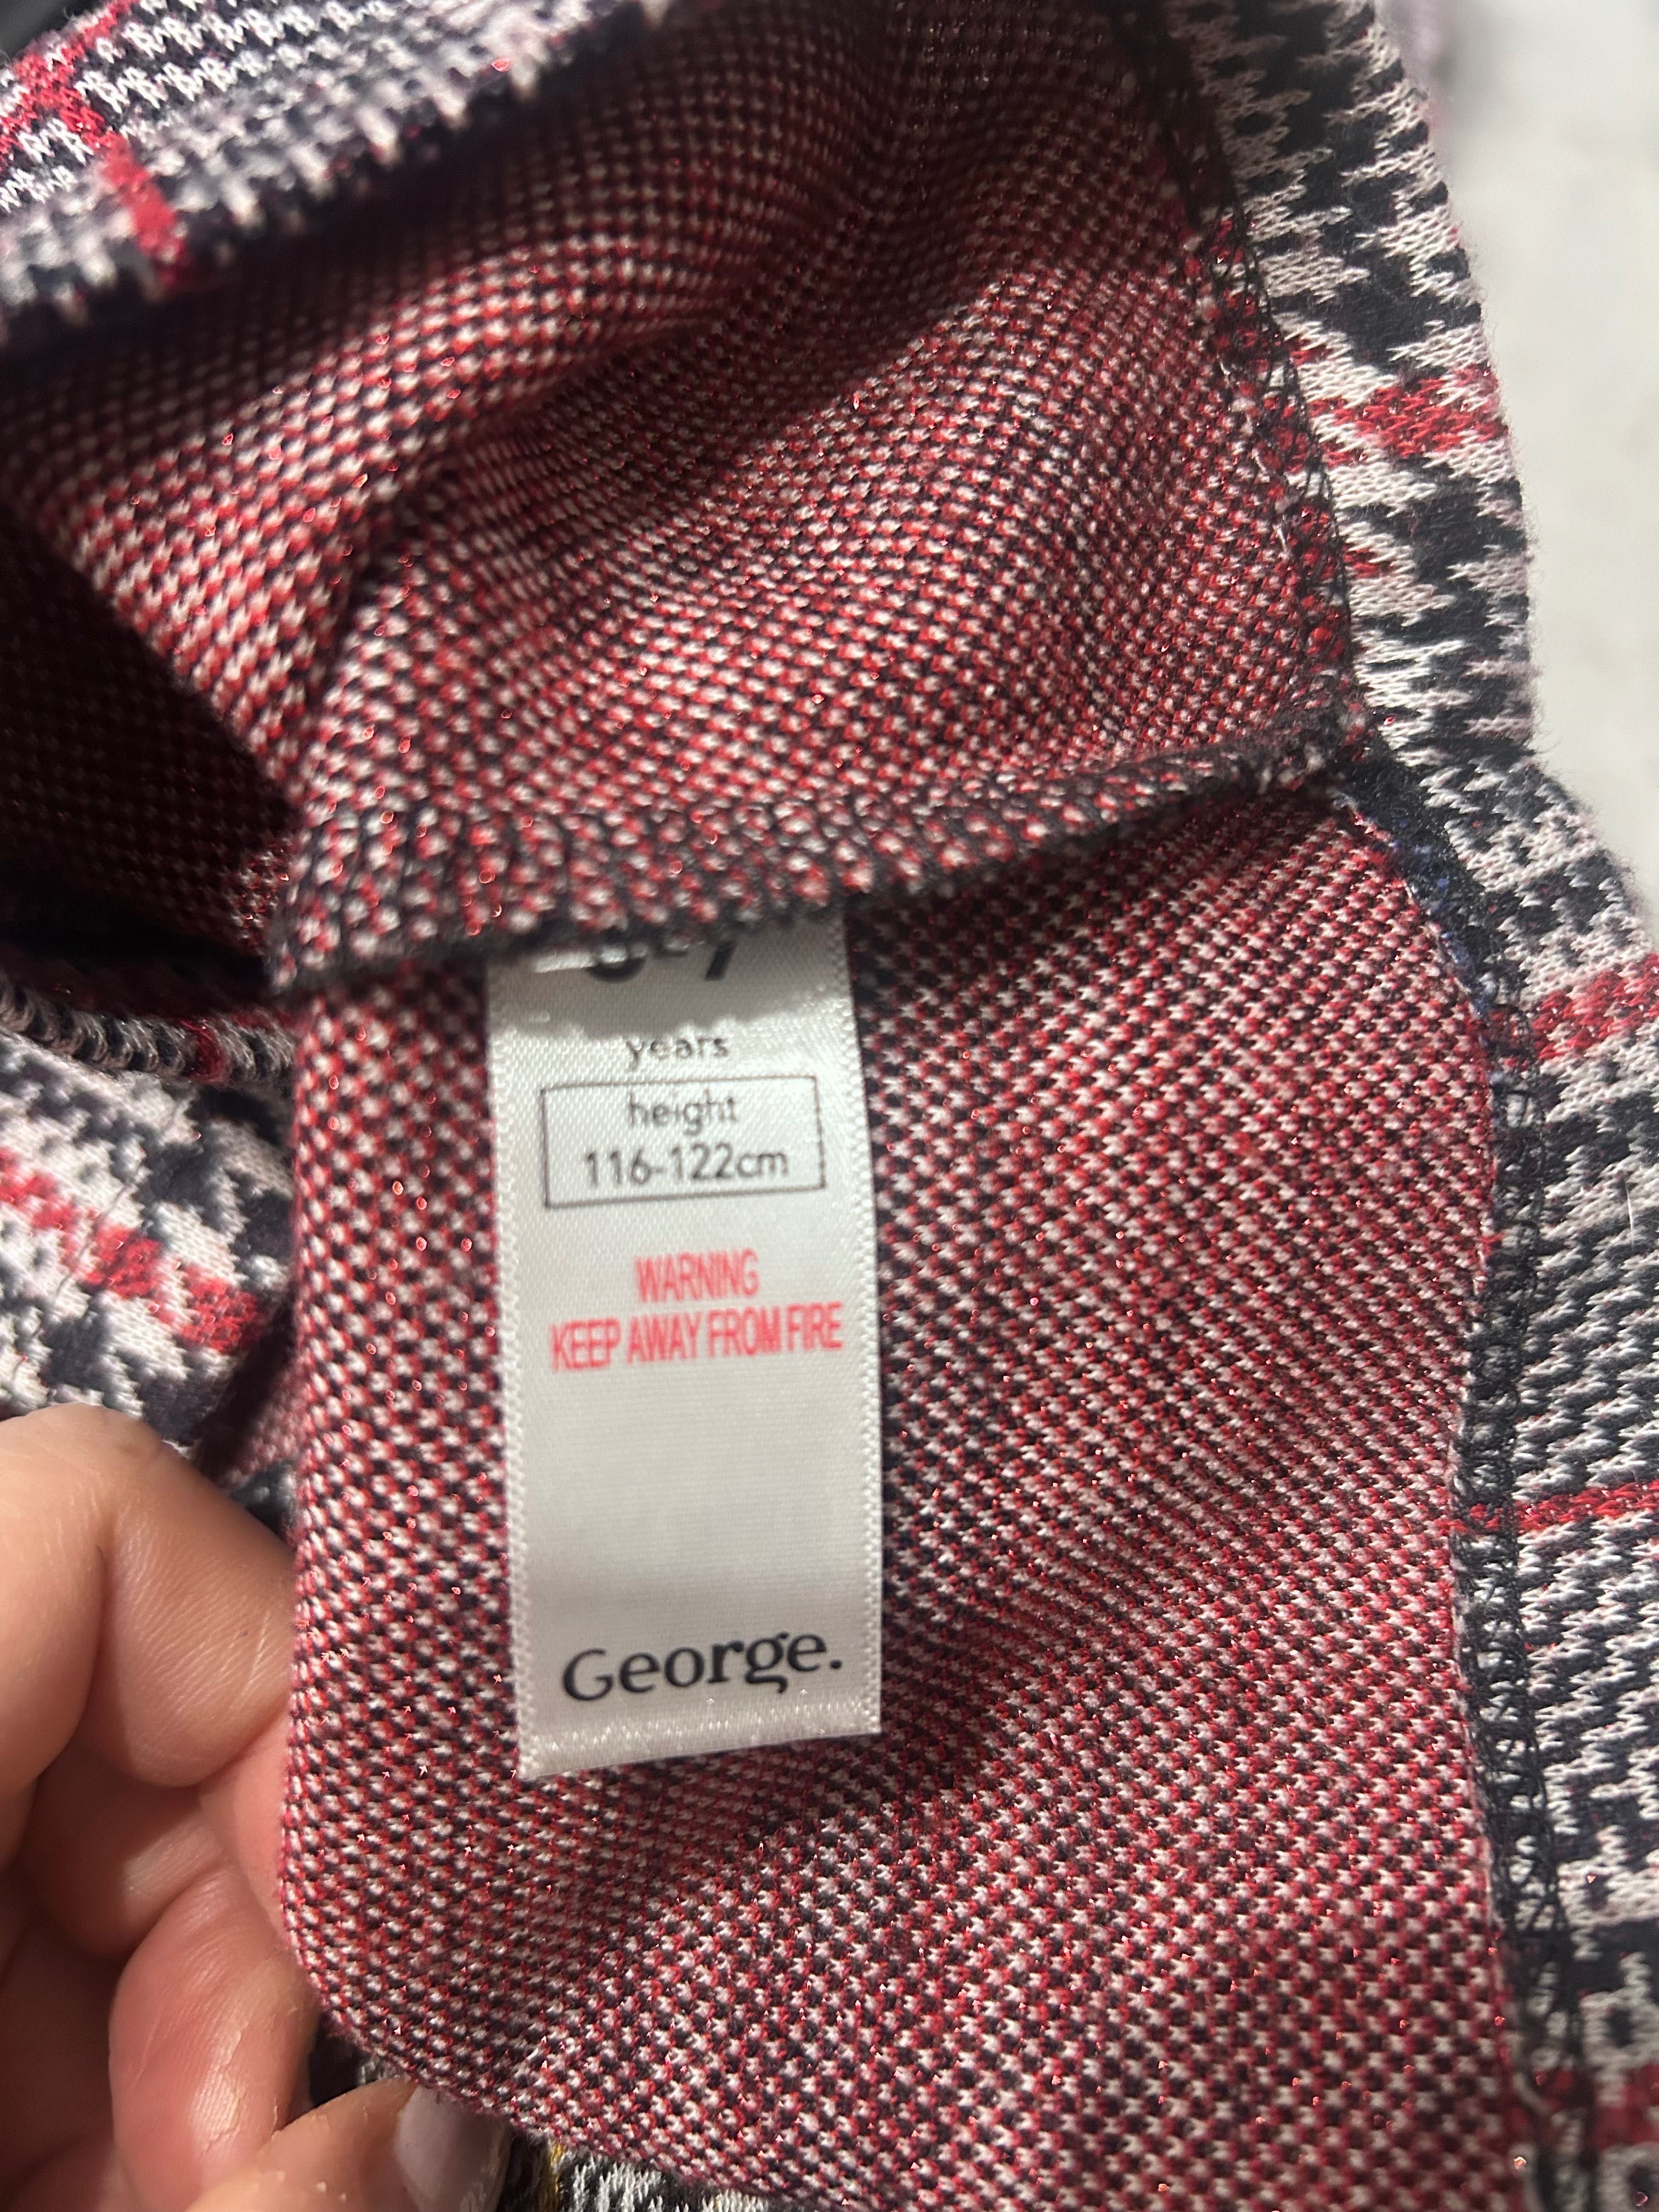 years
height
116-122cm
WARNING
KEEP AWAY FROM FIRE
George.